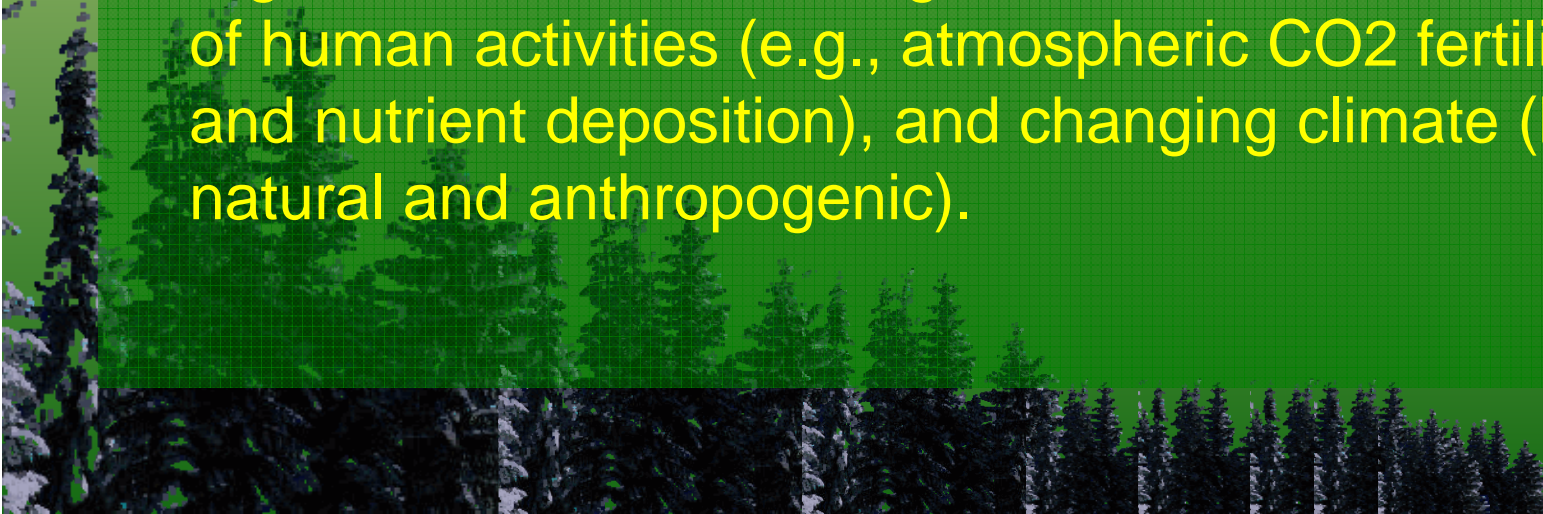 of human activities (e.g., atmospheric CO2
and nutrient deposition), and changing climate
natural and anthropogenic).